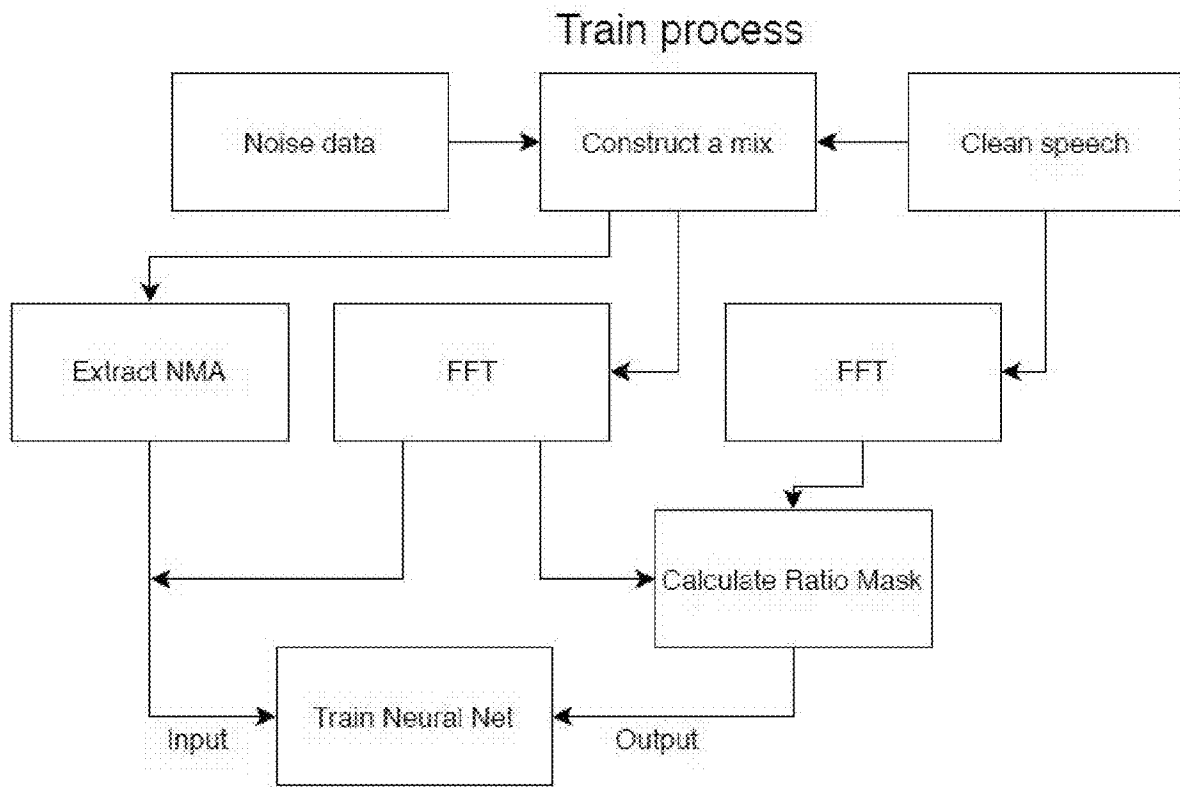 Train process
Noise data
Construct a mix
Clean speech
Extract NMA
FFT
FFT
Calculate Ratio Mask
Train Neural Net
Input
Output